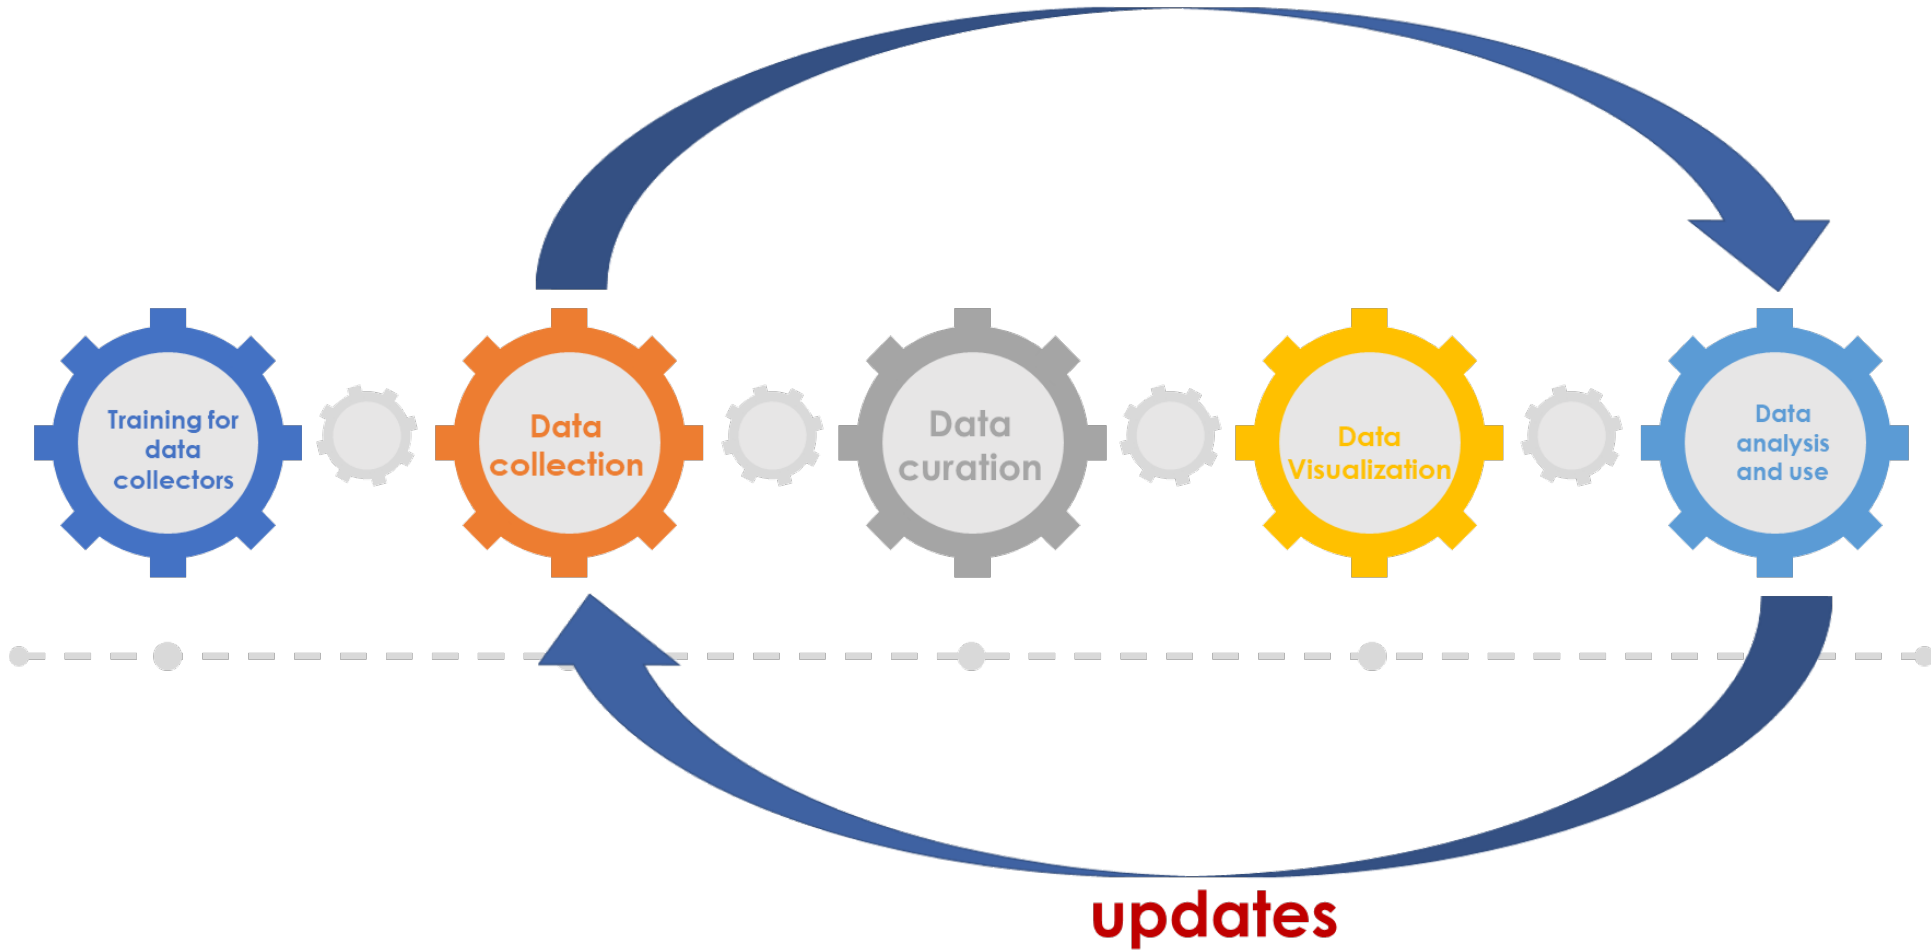 Training for
data
collectors
Data
collection
Data
curation
Data
Visualization
Data
analysis
and use
updates